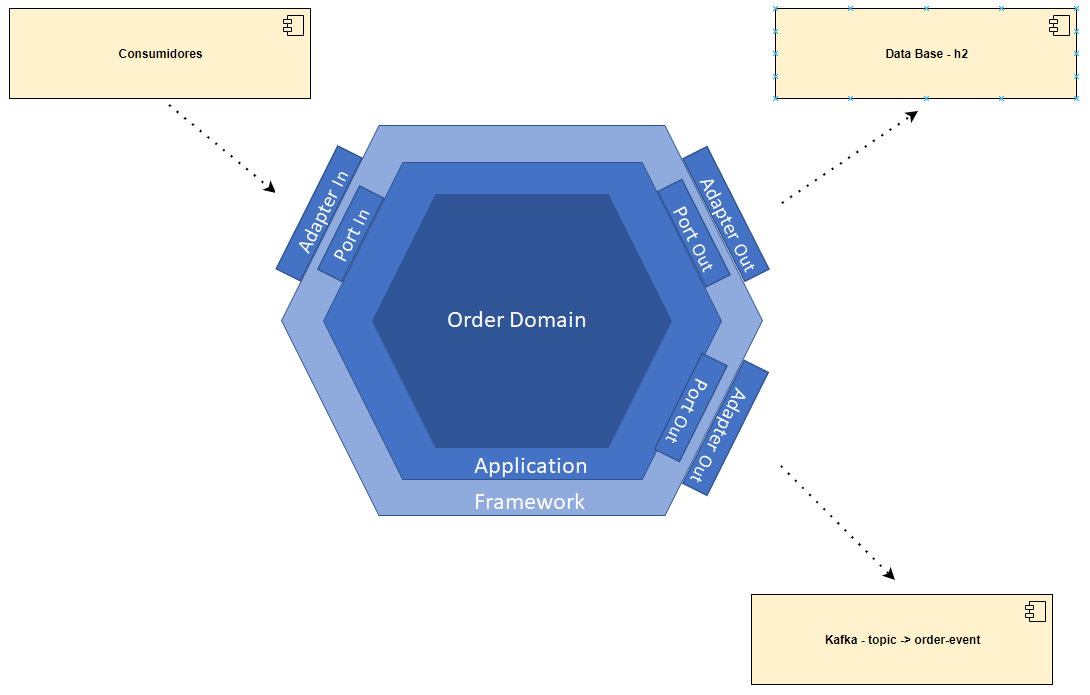 Consumidores
Data Base - h2
Adapter In
Port In
Port Out
Adapter Out
Order Domain
Port Out
Adapter Out
Application
Framework
Kafka - topic -> order-event